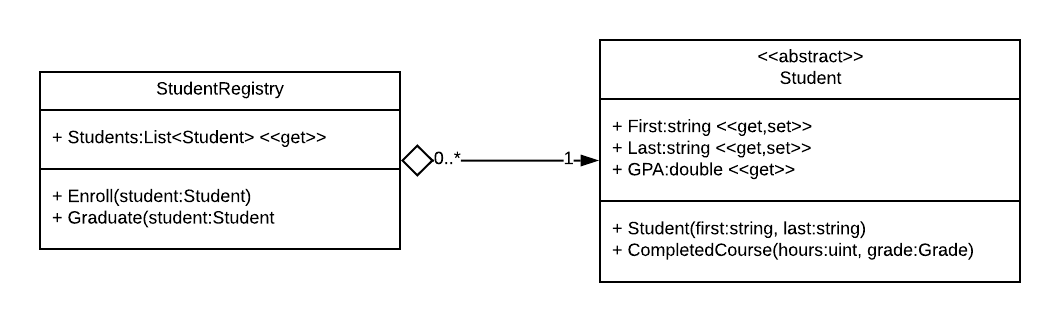 StudentRegistry
+ Students:List<Student> <<get>>
+ Enroll(student:Student)
+ Graduate(student:Student
0..*
1
<<abstract>>
Student
+ First:string <<get,set>>
+ Last:string <<get,set>>
+ GPA:double <<get>>
+ Student(first:string, last:string)
+ CompletedCourse(hours:uint, grade:Grade)